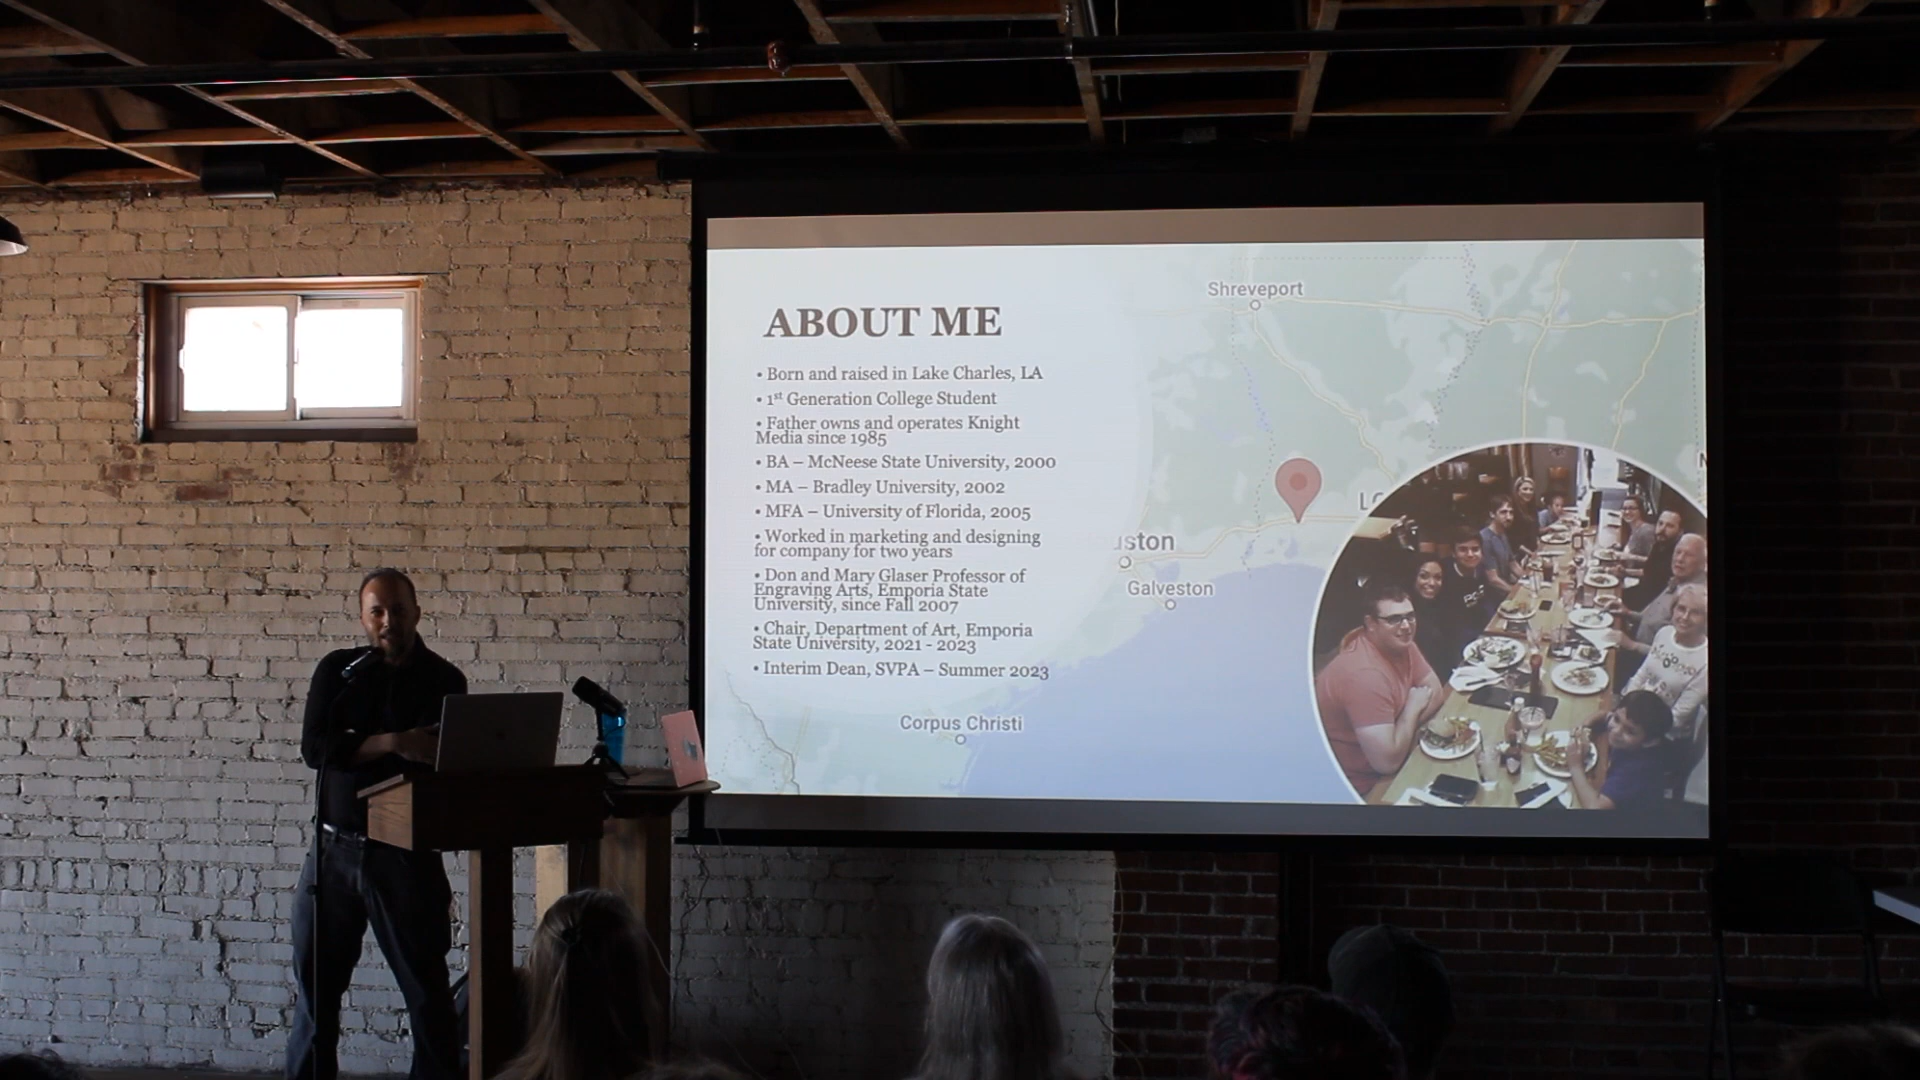 ABOUT ME
• Born and raised in Lake Charles, LA
• 1st Generation College Student
• Father owns and operates Knight
Media since 1985
• BA – McNeese State University, 2000
• MA – Bradley University, 2002
• MFA – University of Florida, 2005
• Worked in marketing and designing
for company for two years
• Don and Mary Glaser Professor of
Engraving Arts, Emporia State
University, since Fall 2007
• Chair, Department of Art, Emporia
State University, 2021 - 2023
• Interim Dean, SVPA – Summer 2023
Shreveport
uston
Galveston
Corpus Christi